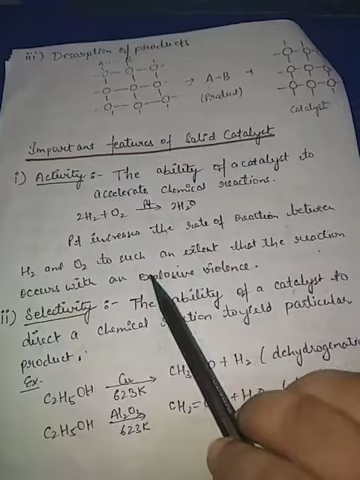 iii) Desorption of products
A B
→ A-B +
(Product)
Catalyst
Important features of Solid Catalyst
i) Activity :- The ability of a catalyst to
accelerate chemical reactions.
2H₂ + O₂ —Pt→ 2H₂O
Pt increases the rate of reaction between
H₂ and O₂ to such an extent that the reaction
occurs with an explosive violence.
ii) Selectivity :- The ability of a catalyst to
direct a chemical to yield particular
product.
Ex.
C₂H₅OH —Cu, 623K→ CH₃ + H₂ (dehydrogenati
C₂H₅OH —Al₂O₃, 623K→ CH₂=